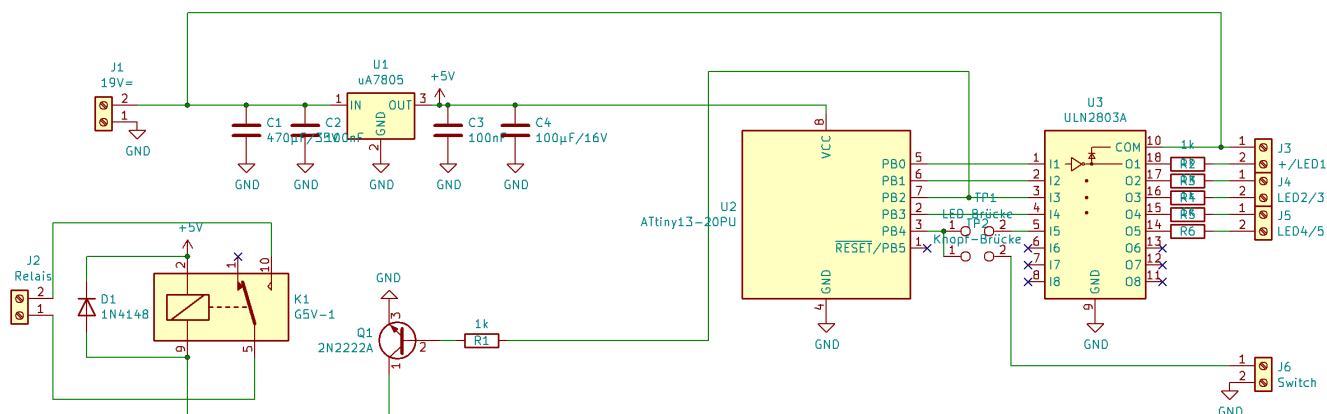 J1
19V=
2
1
GND
C1
470µF/35V
GND
C2
100nF
GND
U1
uA7805
1
IN
OUT
3
GND
2
GND
+5V
C3
100nF
GND
C4
100µF/16V
GND
U2
ATtiny13-20PU
8
VCC
PB0
5
PB1
6
PB2
7
PB3
2
PB4
3
RESET/PB5
1
GND
4
GND
TP1
LED-Brücke
1
2
TP2
Knopf-Brücke
1
2
U3
ULN2803A
COM
10
1
I1
O1
18
2
I2
O2
17
3
I3
O3
16
4
I4
O4
15
5
I5
O5
14
6
I6
O6
13
7
I7
O7
12
8
I8
O8
11
GND
9
GND
1k
R2
R3
R4
R5
R6
1
2
J3
+/LED1
1
2
J4
LED2/3
1
2
J5
LED4/5
J2
Relais
2
1
+5V
D1
1N4148
2
1
10
K1
G5V-1
9
5
GND
3
Q1
2N2222A
2
1
1k
R1
1
2
J6
Switch
GND